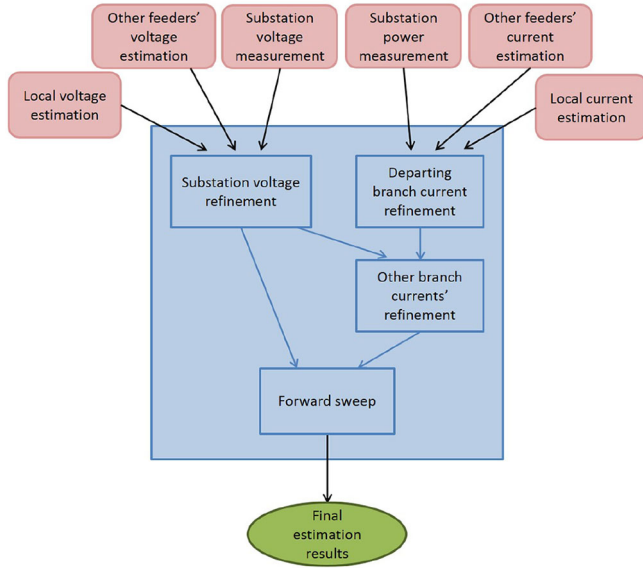 Other feeders'
voltage
estimation
Substation
voltage
measurement
Substation
power
measurement
Other feeders'
current
estimation
Local voltage
estimation
Local current
estimation
Substation voltage
refinement
Departing
branch current
refinement
Other branch
currents'
refinement
Forward sweep
Final
estimation
results